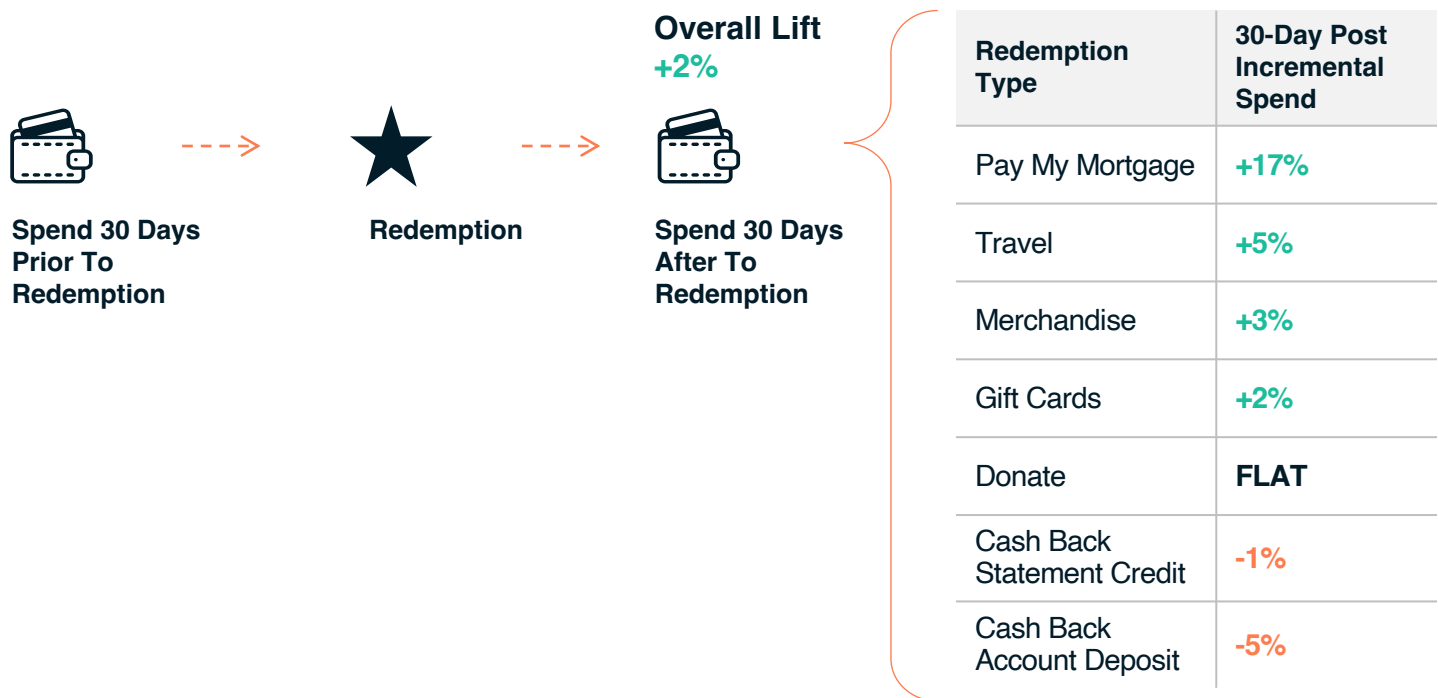 Overall Lift
+2%
Spend 30 Days
Prior To
Redemption
Redemption
Spend 30 Days
After To
Redemption
Redemption
Type
30-Day Post
Incremental
Spend
Pay My Mortgage
+17%
Travel
+5%
Merchandise
+3%
Gift Cards
+2%
Donate
FLAT
Cash Back
Statement Credit
-1%
Cash Back
Account Deposit
-5%